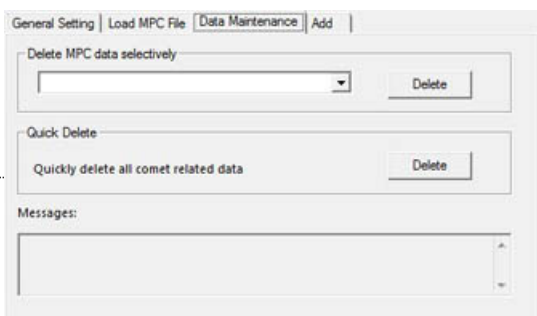 General Setting Load MPC File Data Maintenance Add
Delete MPC data selectively
Delete
Quick Delete
Quickly delete all comet related data Delete
Messages: